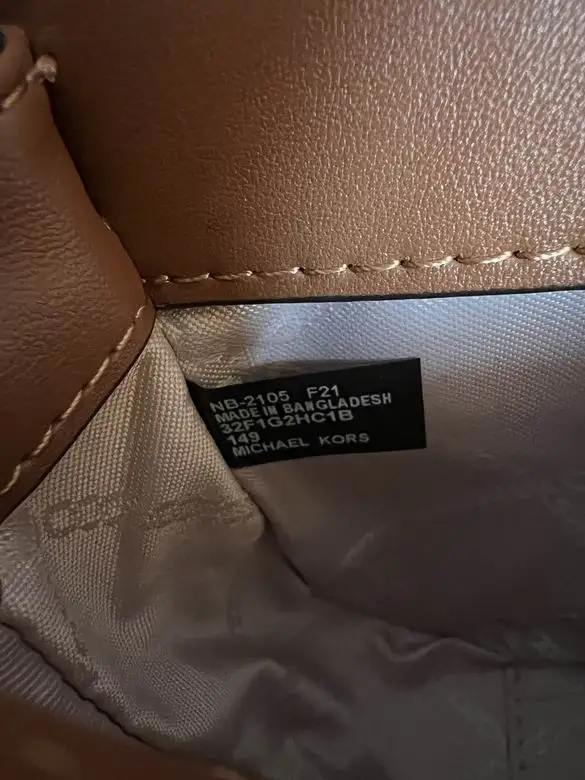 NB-2105 F21
MADE IN BANGLADESH
32F1G2HC1B
149
MICHAEL KORS